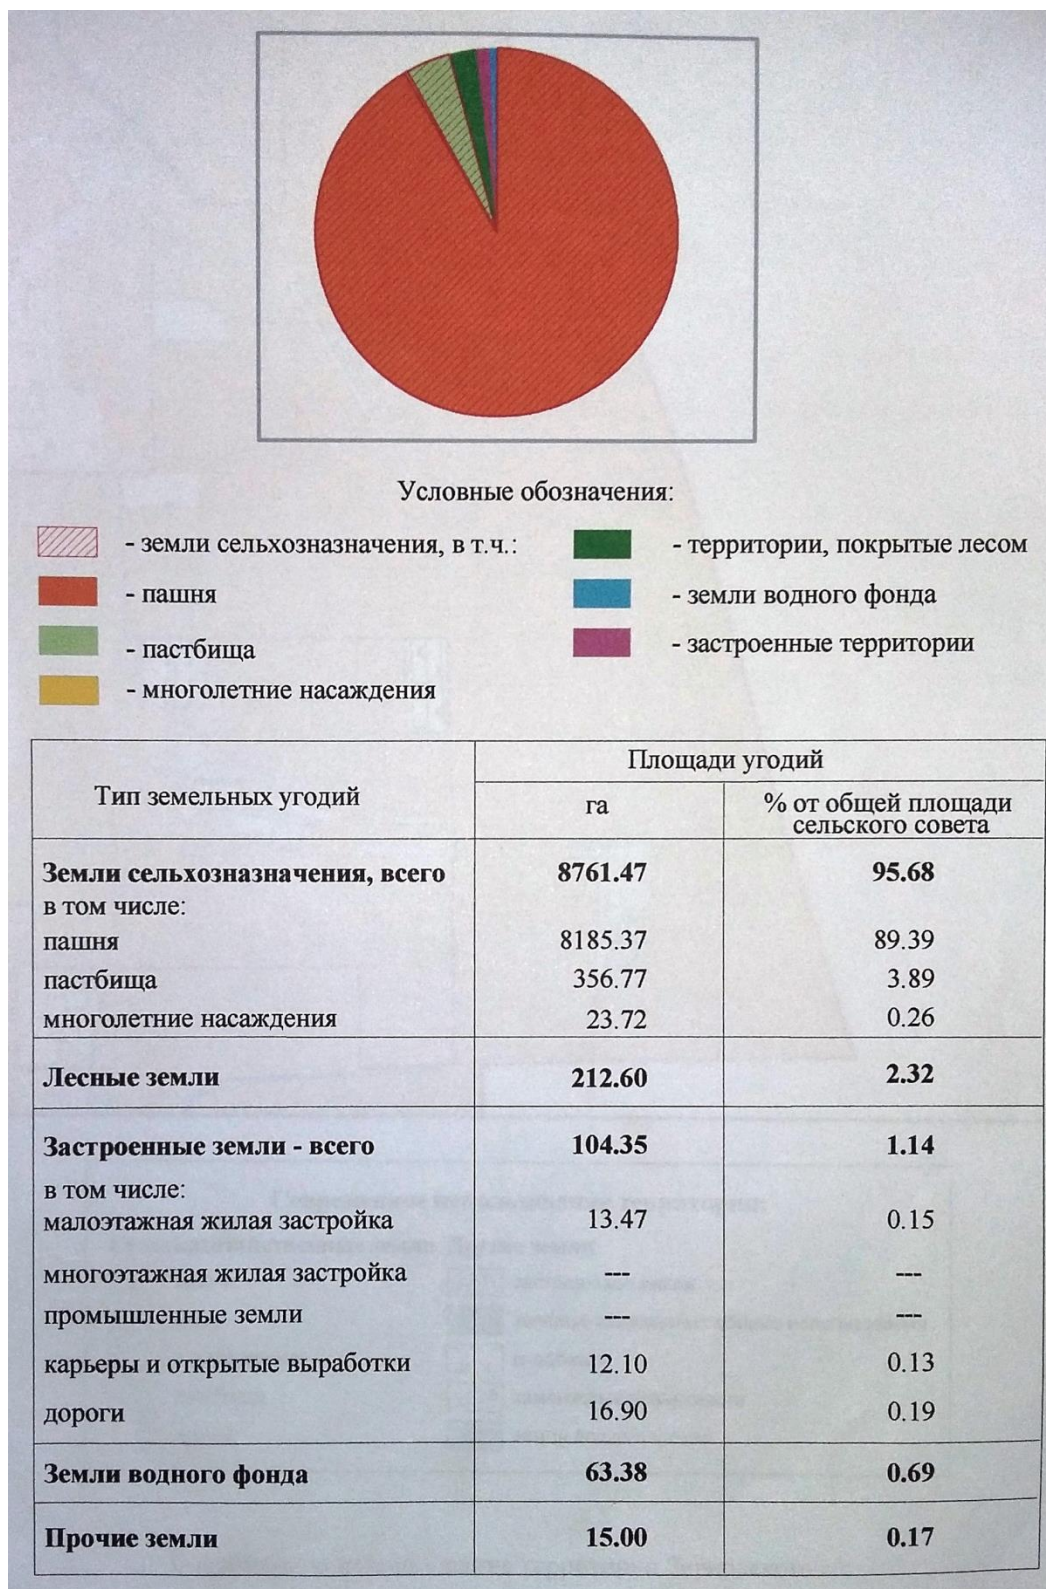 Условные обозначения:
- земли сельхозназначения, в т.ч.:
- территории, покрытые лесом
- пашня
- земли водного фонда
- пастбища
- застроенные территории
- многолетние насаждения
Тип земельных угодий
Площади угодий
га
% от общей площади
сельского совета
Земли сельхозназначения, всего 8761.47 95.68
в том числе:
пашня 8185.37 89.39
пастбища 356.77 3.89
многолетние насаждения 23.72 0.26
Лесные земли 212.60 2.32
Застроенные земли - всего 104.35 1.14
в том числе:
малоэтажная жилая застройка 13.47 0.15
многоэтажная жилая застройка --- ---
промышленные земли --- ---
карьеры и открытые выработки 12.10 0.13
дороги 16.90 0.19
Земли водного фонда 63.38 0.69
Прочие земли 15.00 0.17